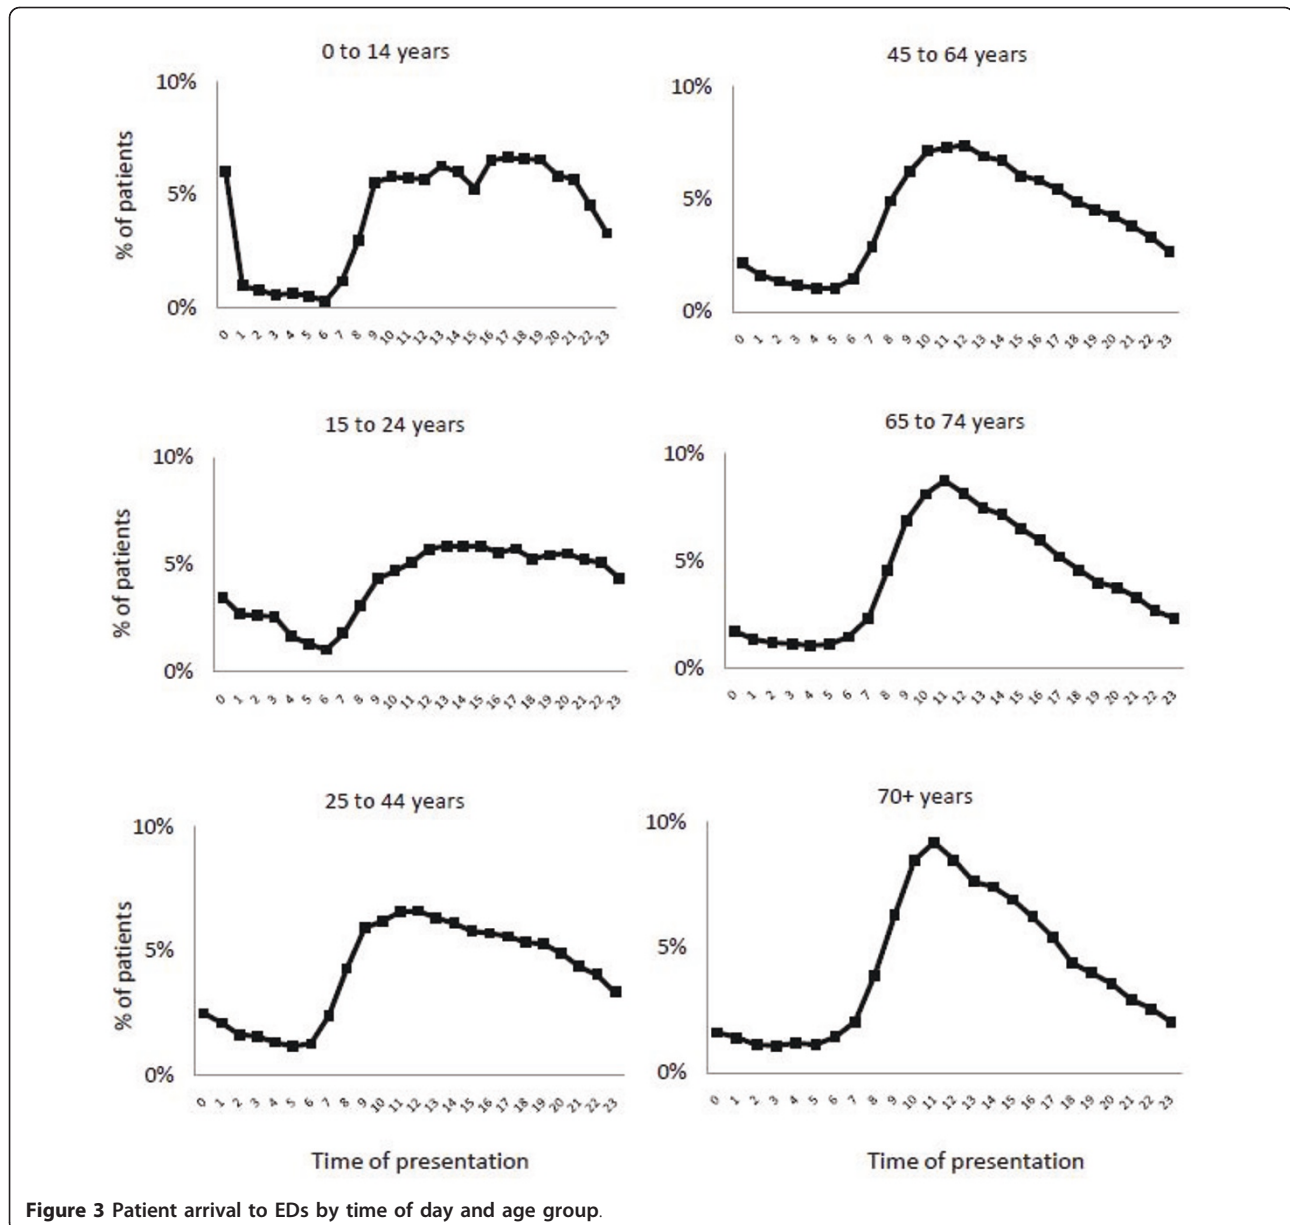 0 to 14 years
10%
5%
0%
% of patients
0 1 2 3 4 5 6 7 8 9 10 11 12 13 14 15 16 17 18 19 20 21 22 23
45 to 64 years
10%
5%
0%
0 1 2 3 4 5 6 7 8 9 10 11 12 13 14 15 16 17 18 19 20 21 22 23
15 to 24 years
10%
5%
0%
% of patients
0 1 2 3 4 5 6 7 8 9 10 11 12 13 14 15 16 17 18 19 20 21 22 23
65 to 74 years
10%
5%
0%
0 1 2 3 4 5 6 7 8 9 10 11 12 13 14 15 16 17 18 19 20 21 22 23
25 to 44 years
10%
5%
0%
% of patients
0 1 2 3 4 5 6 7 8 9 10 11 12 13 14 15 16 17 18 19 20 21 22 23
Time of presentation
70+ years
10%
5%
0%
0 1 2 3 4 5 6 7 8 9 10 11 12 13 14 15 16 17 18 19 20 21 22 23
Time of presentation
Figure 3 Patient arrival to EDs by time of day and age group.